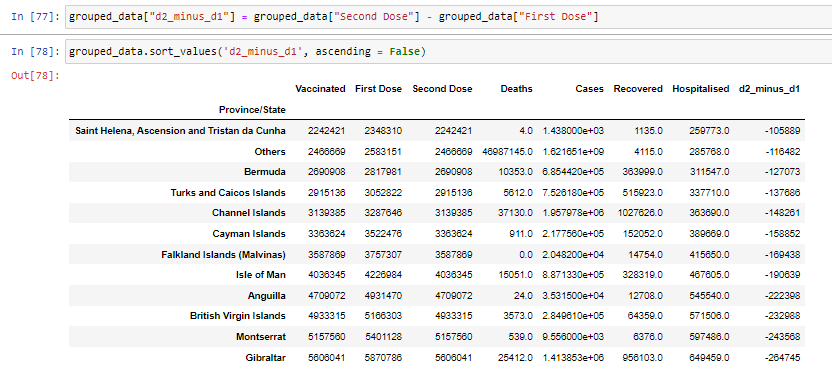 In [77]: grouped_data["d2_minus_d1"] = grouped_data["Second Dose"] - grouped_data["First Dose"]
In [78]: grouped_data.sort_values('d2_minus_d1', ascending = False)
Out[78]:
Vaccinated First Dose Second Dose Deaths Cases Recovered Hospitalised d2_minus_d1
Province/State
Saint Helena, Ascension and Tristan da Cunha 2242421 2348310 2242421 4.0 1.438000e+03 1135.0 259773.0 -105889
Others 2466669 2583151 2466669 46987145.0 1.621651e+09 4115.0 285768.0 -116482
Bermuda 2690908 2817981 2690908 10353.0 6.854420e+05 363999.0 311547.0 -127073
Turks and Caicos Islands 2915136 3052822 2915136 5612.0 7.526180e+05 515923.0 337710.0 -137686
Channel Islands 3139385 3287646 3139385 37130.0 1.957978e+06 1027626.0 363690.0 -148261
Cayman Islands 3363624 3522476 3363624 911.0 2.177560e+05 152052.0 389669.0 -158852
Falkland Islands (Malvinas) 3587869 3757307 3587869 0.0 2.048200e+04 14754.0 415650.0 -169438
Isle of Man 4036345 4226984 4036345 15051.0 8.871330e+05 328319.0 467605.0 -190639
Anguilla 4709072 4931470 4709072 24.0 3.531500e+04 12708.0 545540.0 -222398
British Virgin Islands 4933315 5166303 4933315 3573.0 2.849610e+05 64359.0 571506.0 -232988
Montserrat 5157560 5401128 5157560 539.0 9.556000e+03 6376.0 597486.0 -243568
Gibraltar 5606041 5870786 5606041 25412.0 1.413853e+06 956103.0 649459.0 -264745